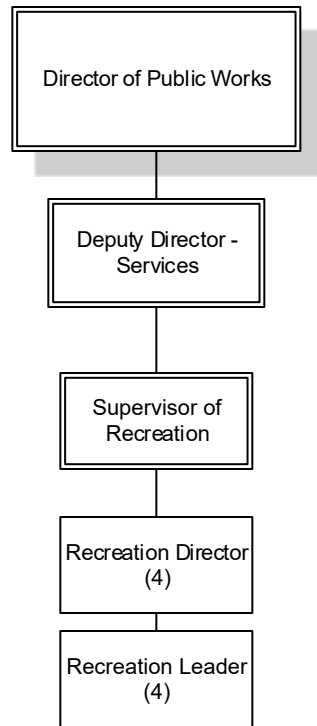 Director of Public Works
Deputy Director -
Services
Supervisor of
Recreation
Recreation Director
(4)
Recreation Leader
(4)